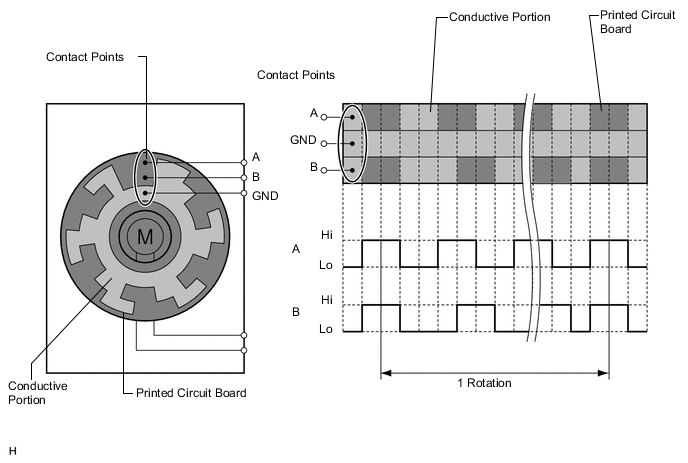 Contact Points
A
B
GND
M
Conductive
Portion
Printed Circuit Board
Contact Points
Conductive Portion
Printed Circuit
Board
A
GND
B
A
Hi
Lo
B
Hi
Lo
1 Rotation
H